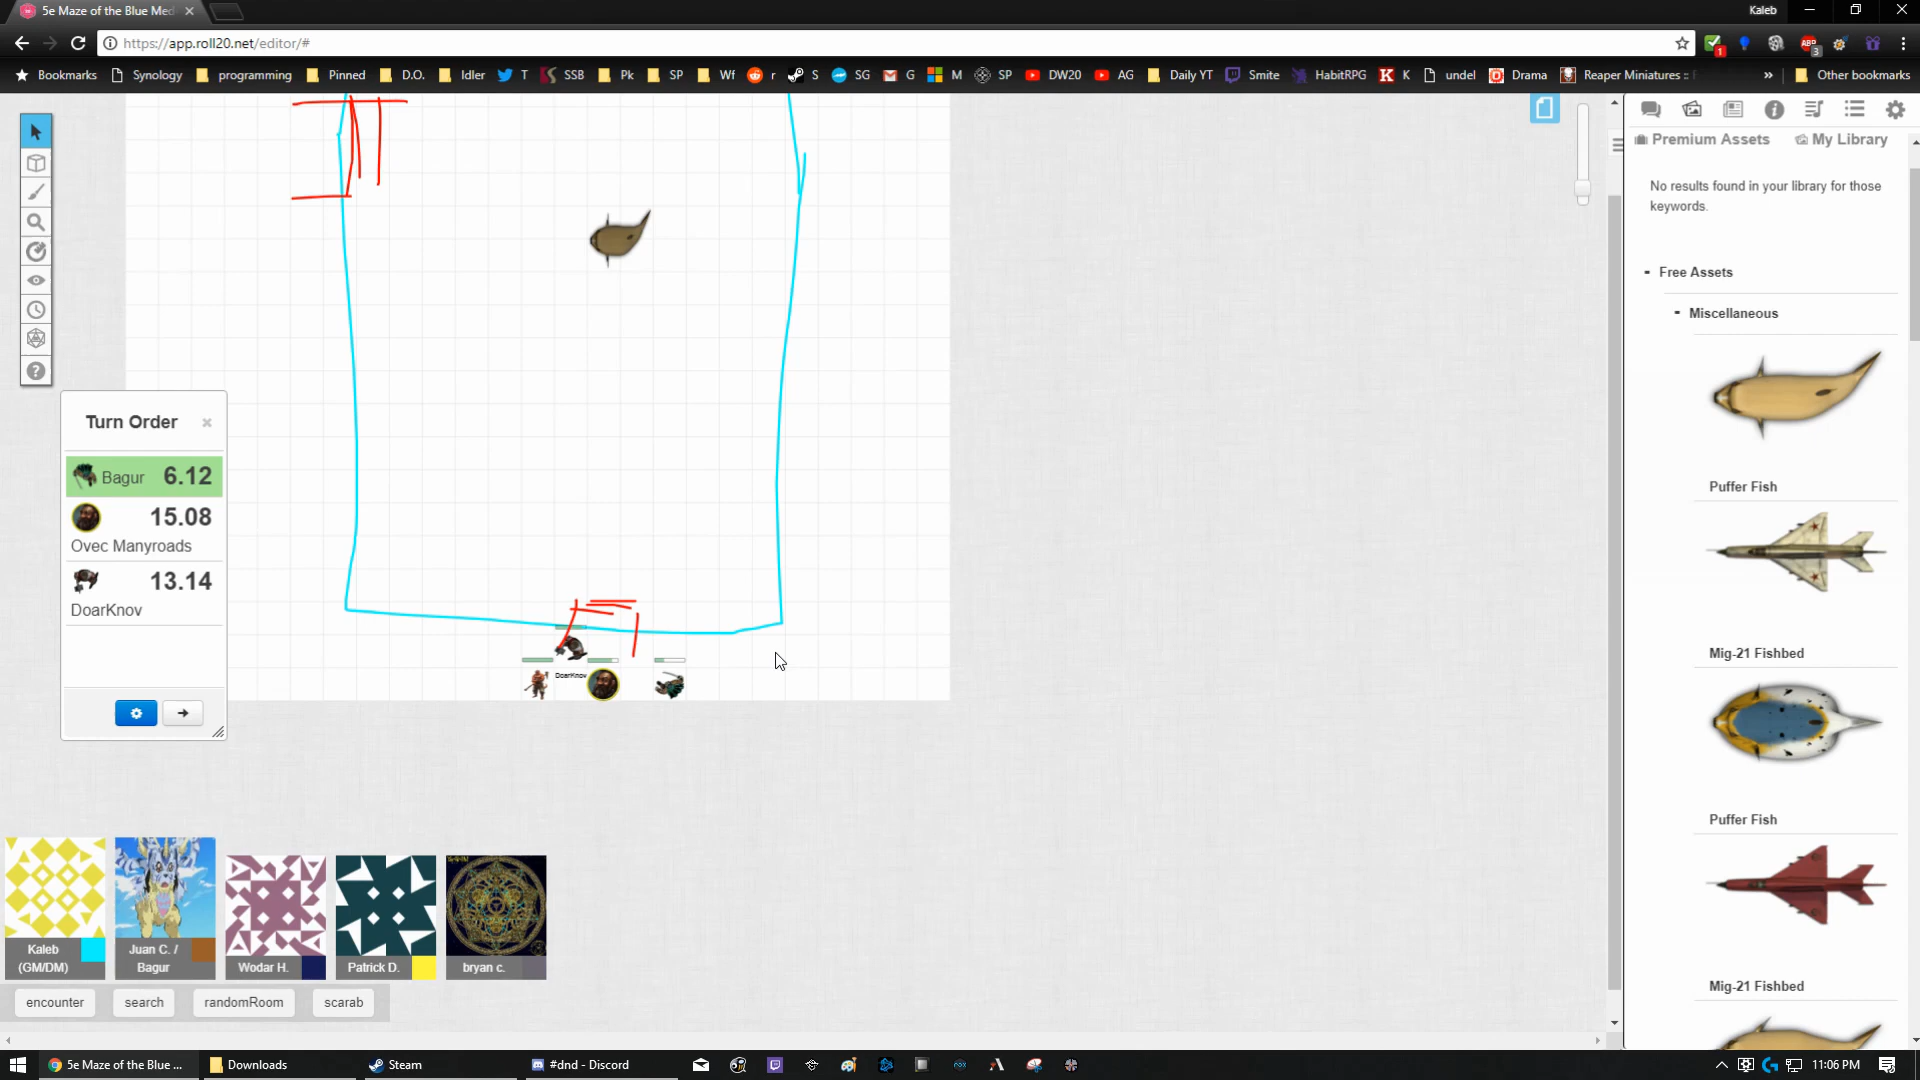 5e Maze of the Blue Med
Kaleb
https://app.roll20.net/editor/#
1
ABP
3
Bookmarks
Synology
programming
Pinned
D.O.
Idler
T
SSB
Pk
SP
Wf
r
S
SG
G
M
SP
DW20
AG
Daily YT
Smite
HabitRPG
K
undel
Drama
Reaper Miniatures ::
»
Other bookmarks
Premium Assets
My Library
No results found in your library for those
keywords.
- Free Assets
- Miscellaneous
Puffer Fish
Mig-21 Fishbed
Puffer Fish
Mig-21 Fishbed
Turn Order
Bagur 6.12
15.08
Ovec Manyroads
13.14
DoarKnov
DoarKnov
Kaleb
(GM/DM)
Juan C. /
Bagur
Wodar H.
Patrick D.
bryan c.
encounter
search
randomRoom
scarab
5e Maze of the Blue ...
Downloads
Steam
#dnd - Discord
11:06 PM